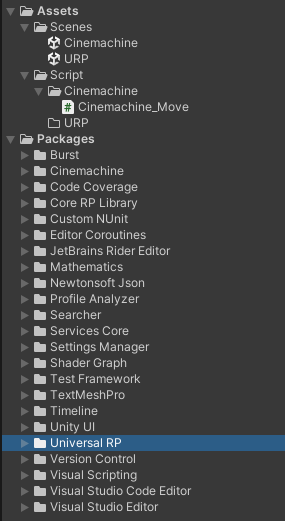 Assets
Scenes
Cinemachine
URP
Script
Cinemachine
Cinemachine_Move
URP
Packages
Burst
Cinemachine
Code Coverage
Core RP Library
Custom NUnit
Editor Coroutines
JetBrains Rider Editor
Mathematics
Newtonsoft Json
Profile Analyzer
Searcher
Services Core
Settings Manager
Shader Graph
Test Framework
TextMeshPro
Timeline
Unity UI
Universal RP
Version Control
Visual Scripting
Visual Studio Code Editor
Visual Studio Editor